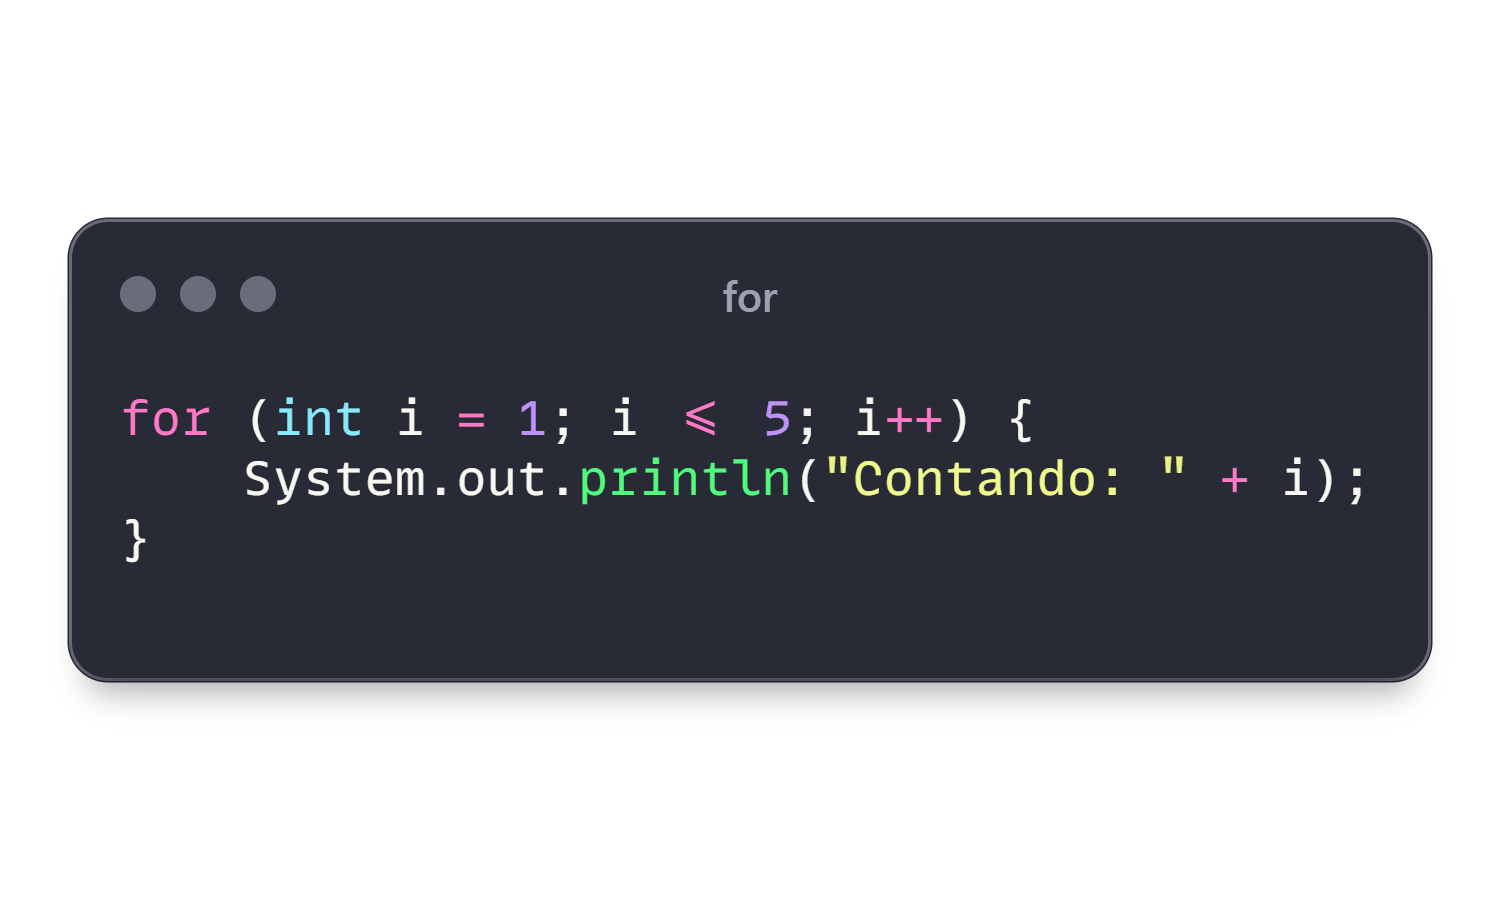 for
for (int i = 1; i <= 5; i++) {
    System.out.println("Contando: " + i);
}